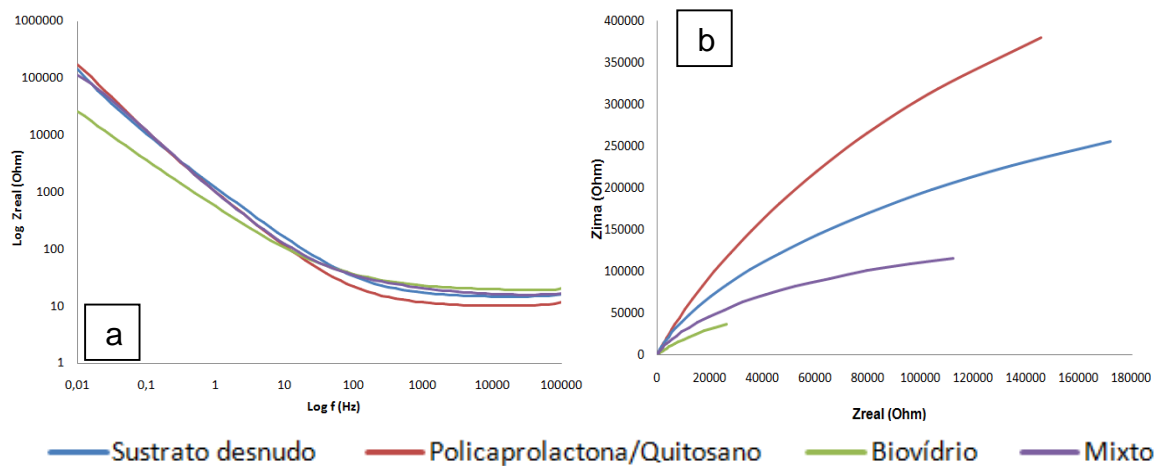 a
Log Zreal (Ohm)
1000000
100000
10000
1000
100
10
1
0,01 0,1 1 10 100 1000 10000 100000
Log f (Hz)
b
Zima (Ohm)
400000
350000
300000
250000
200000
150000
100000
50000
0
0 20000 40000 60000 80000 100000 120000 140000 160000 180000
Zreal (Ohm)
Sustrato desnudo Policaprolactona/Quitosano Biovídrio Mixto